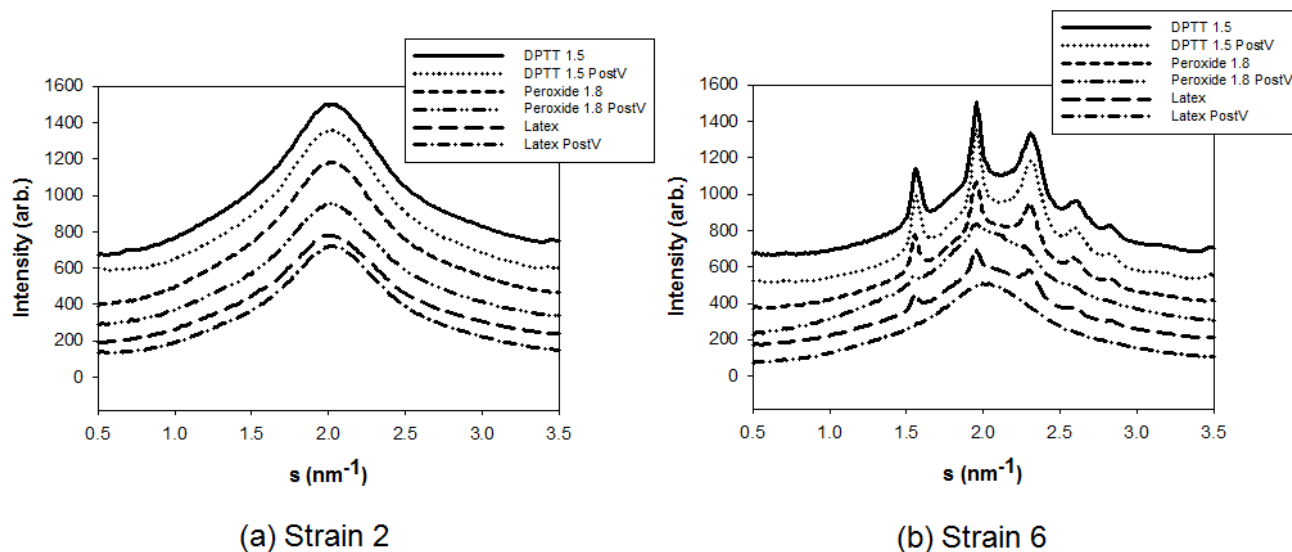 DPTT 1.5
DPTT 1.5 PostV
Peroxide 1.8
Peroxide 1.8 PostV
Latex
Latex PostV
1600
1400
1200
1000
800
600
400
200
0
Intensity (arb.)
0.5 1.0 1.5 2.0 2.5 3.0 3.5
s (nm⁻¹)
(a) Strain 2
DPTT 1.5
DPTT 1.5 PostV
Peroxide 1.8
Peroxide 1.8 PostV
Latex
Latex PostV
1600
1400
1200
1000
800
600
400
200
0
Intensity (arb.)
0.5 1.0 1.5 2.0 2.5 3.0 3.5
s (nm⁻¹)
(b) Strain 6